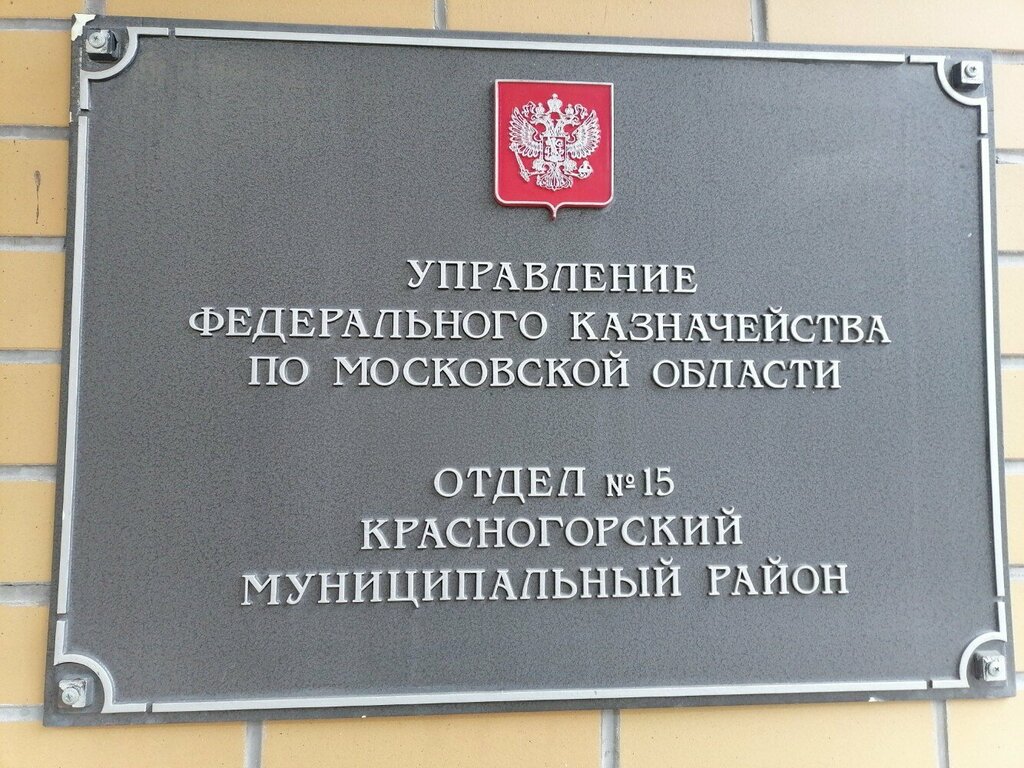 УПРАВЛЕНИЕ
ФЕДЕРАЛЬНОГО КАЗНАЧЕЙСТВА
ПО МОСКОВСКОЙ ОБЛАСТИ
ОТДЕЛ №15
КРАСНОГОРСКИЙ
МУНИЦИПАЛЬНЫЙ РАЙОН